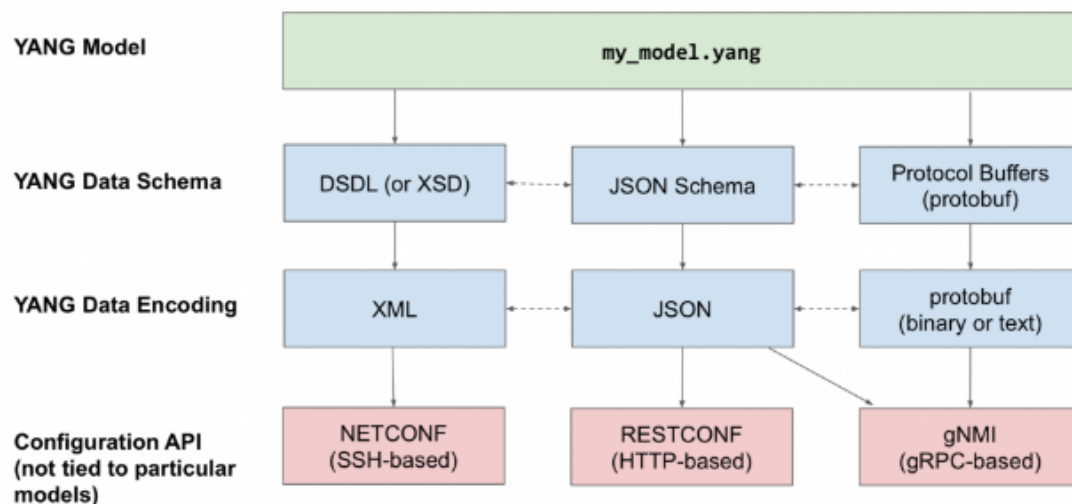 YANG Model
my_model.yang
YANG Data Schema
DSDL (or XSD)
JSON Schema
Protocol Buffers
(protobuf)
YANG Data Encoding
XML
JSON
protobuf
(binary or text)
Configuration API
(not tied to particular
models)
NETCONF
(SSH-based)
RESTCONF
(HTTP-based)
gNMI
(gRPC-based)